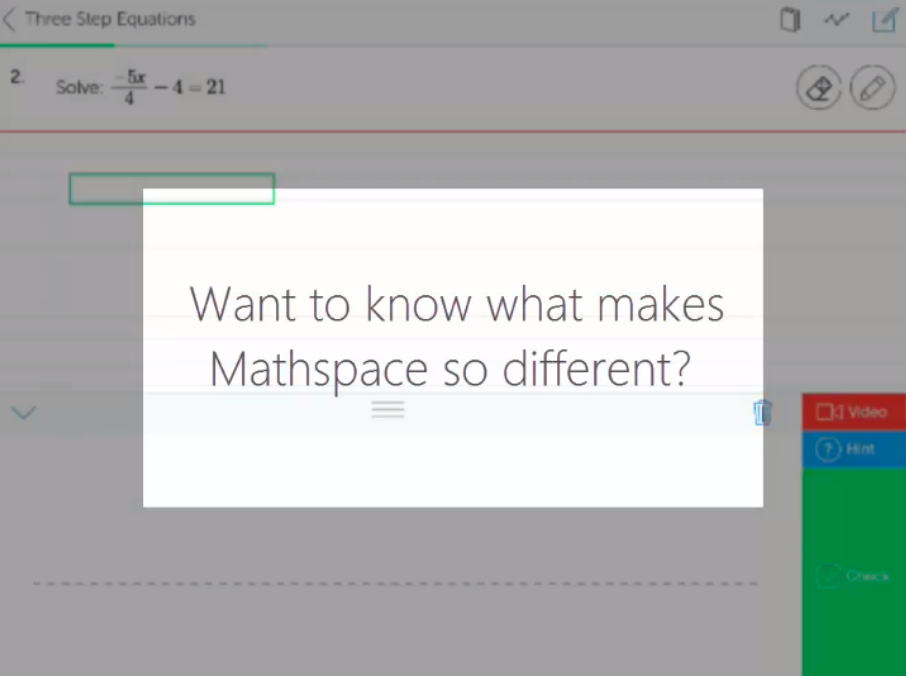 Three Step Equations
2.
Solve: -5x/4 - 4 = 21
Want to know what makes
Mathspace so different?
Video
? Hint
Check